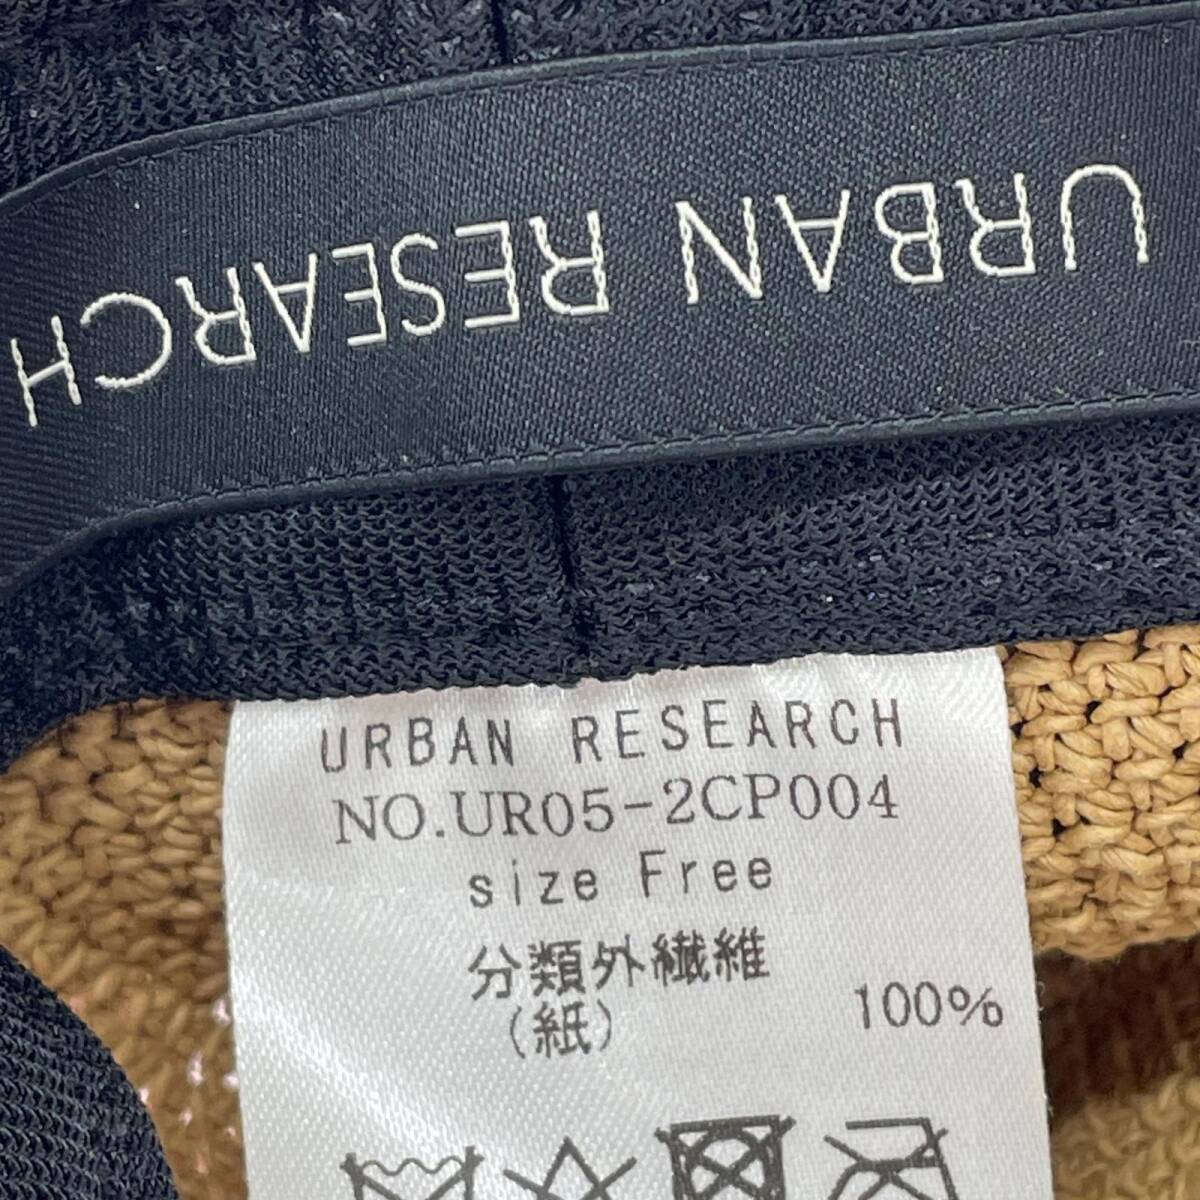 URBAN RESEARCH
URBAN RESEARCH
NO.UR05-2CP004
size Free
分類外繊維
(紙) 100%